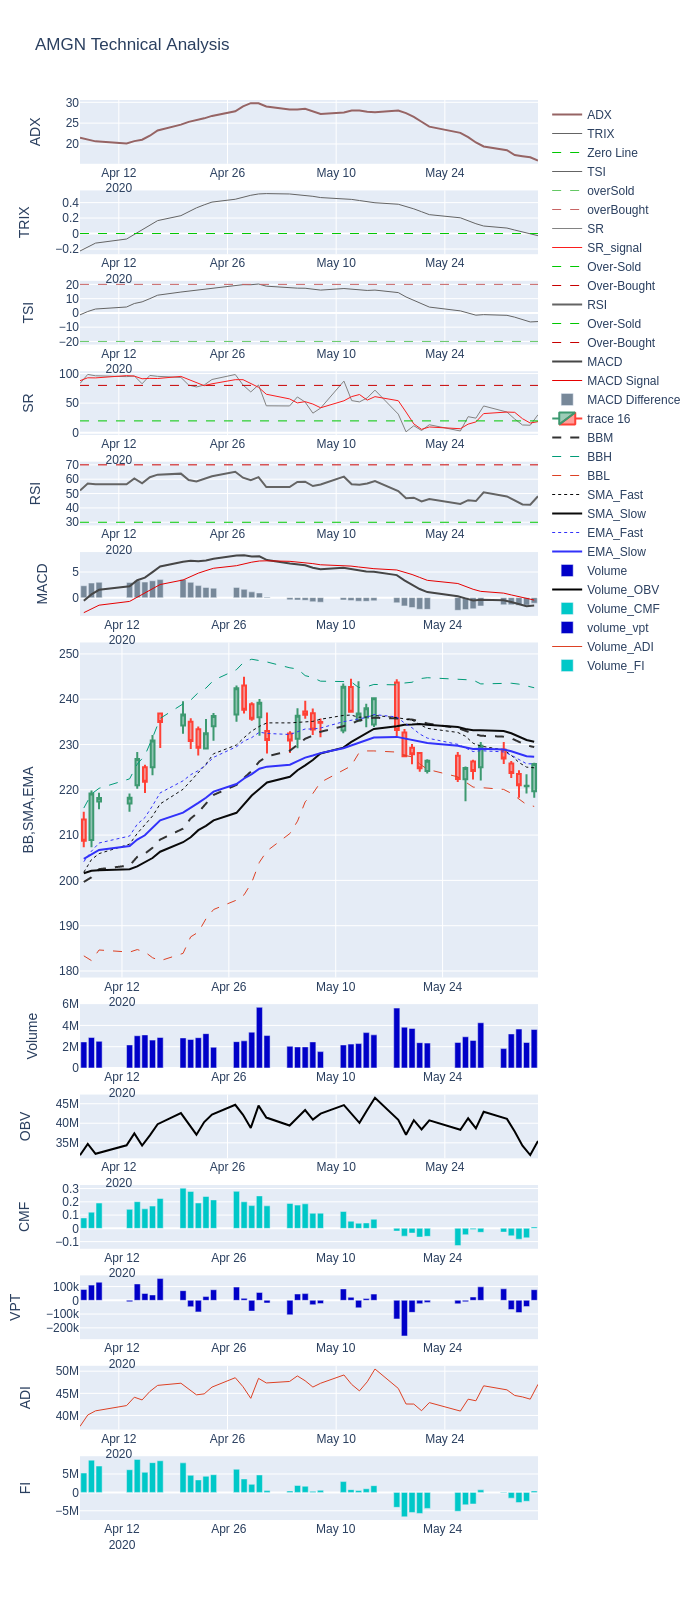 AMGN Technical Analysis
ADX
30
25
20
Apr 12
2020
Apr 26
May 10
May 24
TRIX
0.4
0.2
0
−0.2
Apr 12
2020
Apr 26
May 10
May 24
TSI
20
10
0
−10
−20
Apr 12
2020
Apr 26
May 10
May 24
SR
100
50
0
Apr 12
2020
Apr 26
May 10
May 24
RSI
70
60
50
40
30
Apr 12
2020
Apr 26
May 10
May 24
MACD
5
0
Apr 12
2020
Apr 26
May 10
May 24
BB,SMA,EMA
250
240
230
220
210
200
190
180
Apr 12
2020
Apr 26
May 10
May 24
Volume
6M
4M
2M
0
Apr 12
2020
Apr 26
May 10
May 24
OBV
45M
40M
35M
Apr 12
2020
Apr 26
May 10
May 24
CMF
0.3
0.2
0.1
0
−0.1
Apr 12
2020
Apr 26
May 10
May 24
VPT
100k
0
−100k
−200k
Apr 12
2020
Apr 26
May 10
May 24
ADI
50M
45M
40M
Apr 12
2020
Apr 26
May 10
May 24
FI
5M
0
−5M
Apr 12
2020
Apr 26
May 10
May 24
ADX
TRIX
Zero Line
TSI
overSold
overBought
SR
SR_signal
Over-Sold
Over-Bought
RSI
Over-Sold
Over-Bought
MACD
MACD Signal
MACD Difference
trace 16
BBM
BBH
BBL
SMA_Fast
SMA_Slow
EMA_Fast
EMA_Slow
Volume
Volume_OBV
Volume_CMF
volume_vpt
Volume_ADI
Volume_FI